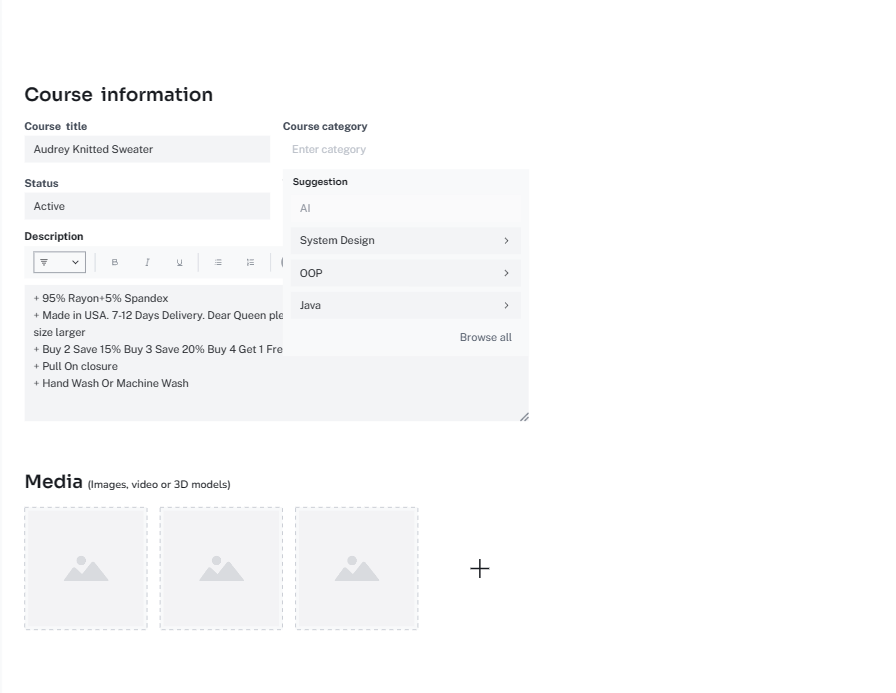 Course information
Course title
Course category
Audrey Knitted Sweater
Enter category
Status
Suggestion
Active
AI
Description
System Design
B I U
OOP
+ 95% Rayon+5% Spandex
Java
+ Made in USA. 7-12 Days Delivery. Dear Queen ple
size larger
Browse all
+ Buy 2 Save 15% Buy 3 Save 20% Buy 4 Get 1 Fre
+ Pull On closure
+ Hand Wash Or Machine Wash
Media (Images, video or 3D models)